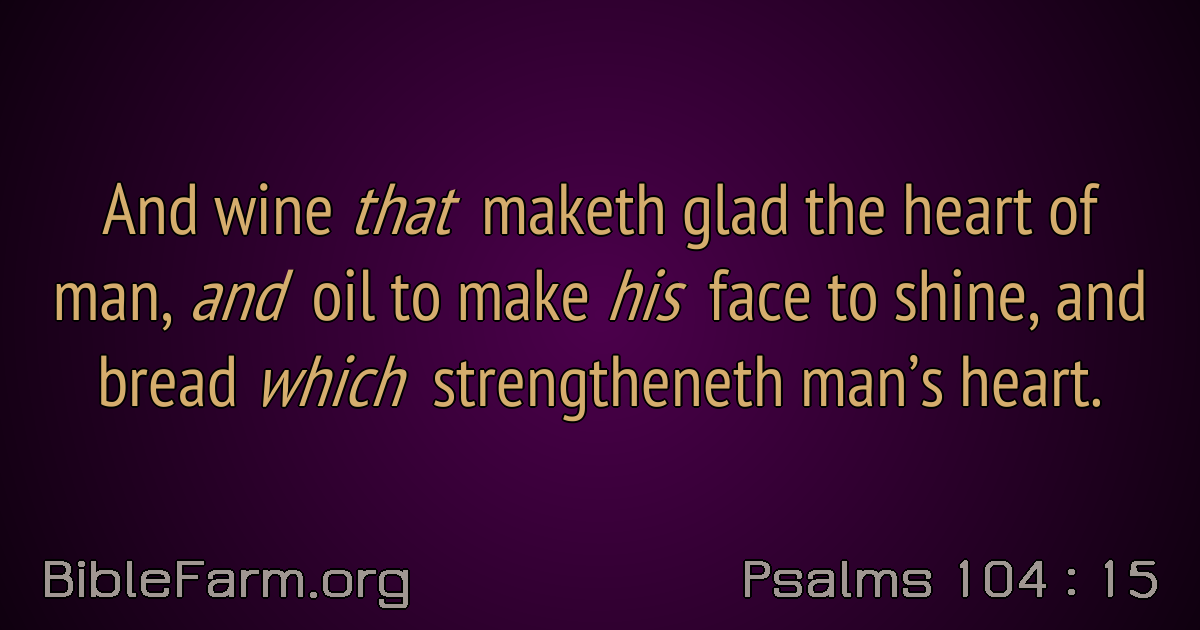 And wine that maketh glad the heart of
man, and oil to make his face to shine, and
bread which strengtheneth man’s heart.
BibleFarm.org
Psalms 104 : 15